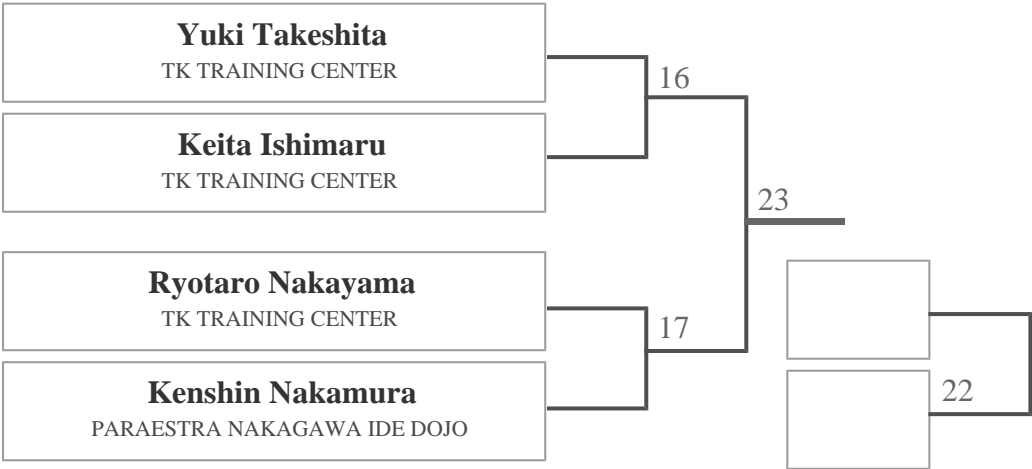 Yuki Takeshita
TK TRAINING CENTER
16
Keita Ishimaru
TK TRAINING CENTER
23
Ryotaro Nakayama
TK TRAINING CENTER
17
Kenshin Nakamura
PARAESTRA NAKAGAWA IDE DOJO
22